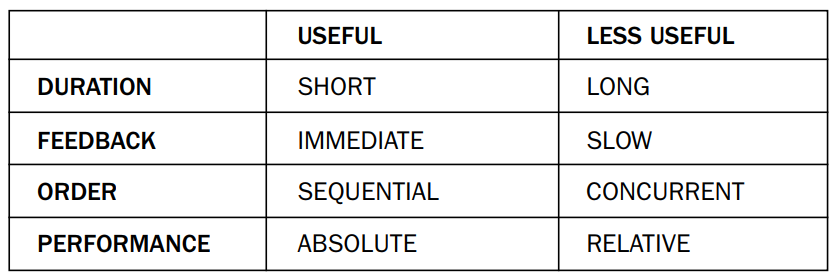 USEFUL LESS USEFUL
DURATION SHORT LONG
FEEDBACK IMMEDIATE SLOW
ORDER SEQUENTIAL CONCURRENT
PERFORMANCE ABSOLUTE RELATIVE